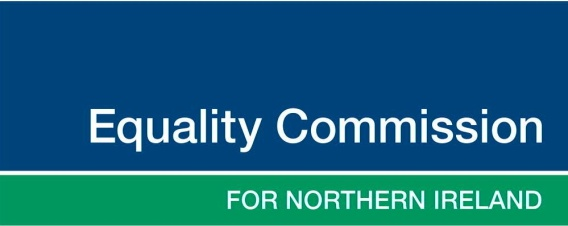 Equality Commission
FOR NORTHERN IRELAND